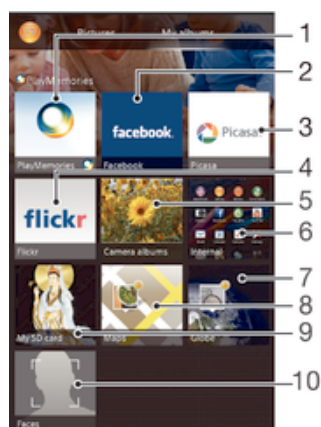 Pictures My albums
PlayMemories
1
2
facebook.
Picasa
3
PlayMemories
Facebook
Picasa
4
flickr
5
6
Flickr
Camera albums
Internal
7
8
My SD card
Maps
Globe
9
10
Faces